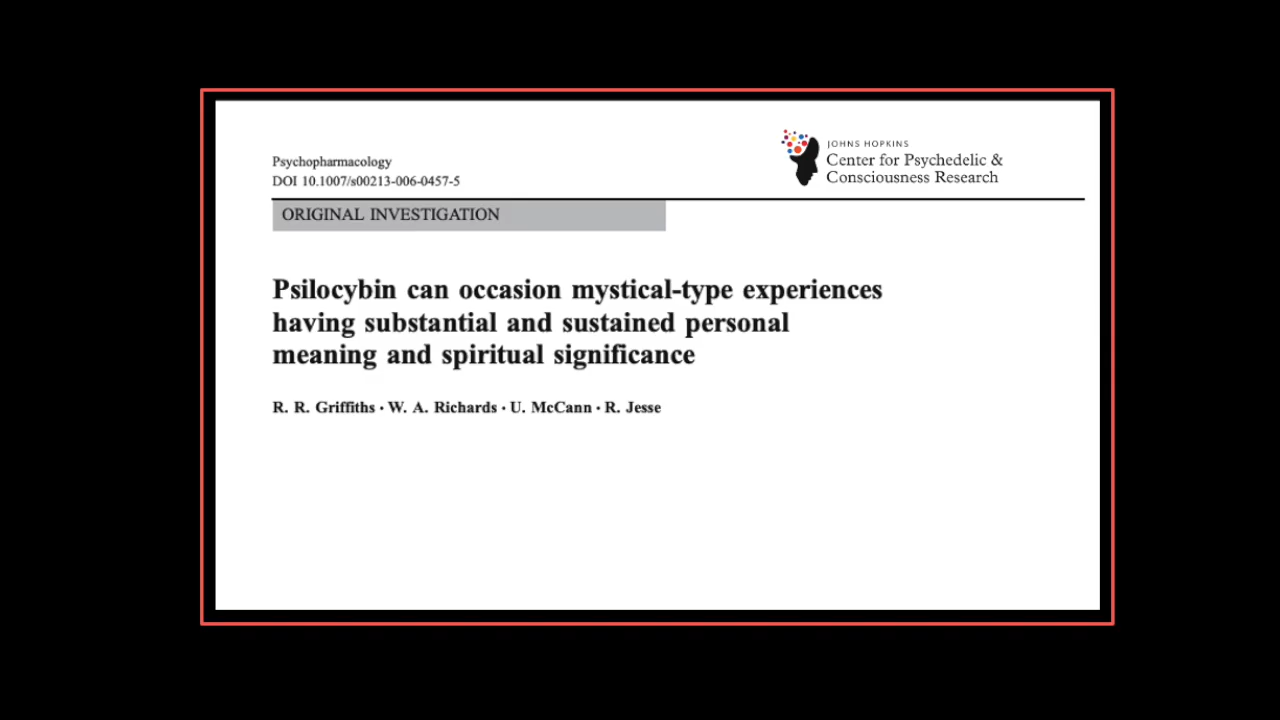 Psychopharmacology
DOI 10.1007/s00213-006-0457-5
JOHNS HOPKINS
Center for Psychedelic &
Consciousness Research
ORIGINAL INVESTIGATION
Psilocybin can occasion mystical-type experiences
having substantial and sustained personal
meaning and spiritual significance
R. R. Griffiths · W. A. Richards · U. McCann · R. Jesse